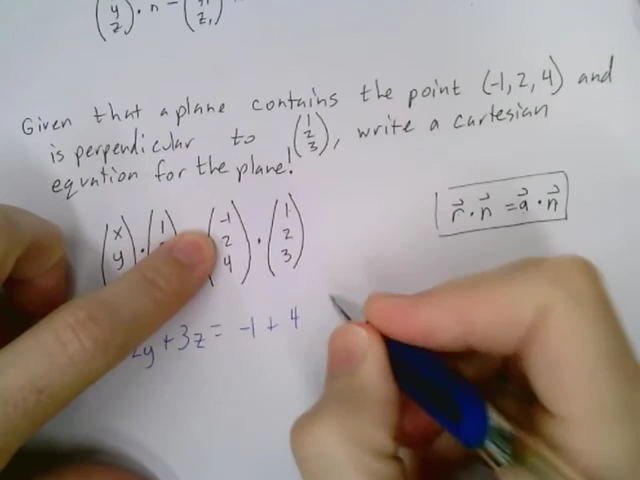 (y z) · n = (z₁)
Given that a plane contains the point (-1, 2, 4) and
is perpendicular to (1 2 3), write a cartesian
equation for the plane!
(x y · (1 (-1 2 4) · (1 2 3)
r⃗ · n⃗ = a⃗ · n⃗
2y + 3z = -1 + 4